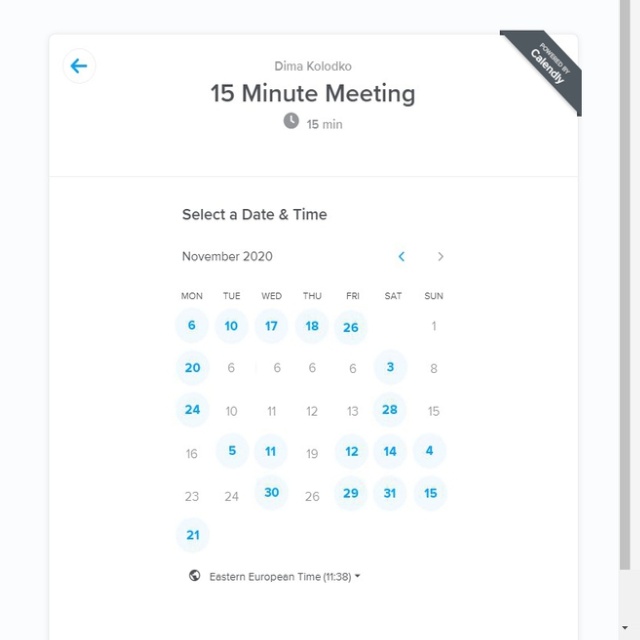 POWERED BY
Calendly
Dima Kolodko
15 Minute Meeting
15 min
Select a Date & Time
November 2020
MON TUE WED THU FRI SAT SUN
6 10 17 18 26 1
20 6 6 6 6 3 8
24 10 11 12 13 28 15
16 5 11 19 12 14 4
23 24 30 26 29 31 15
21
Eastern European Time (11:38)